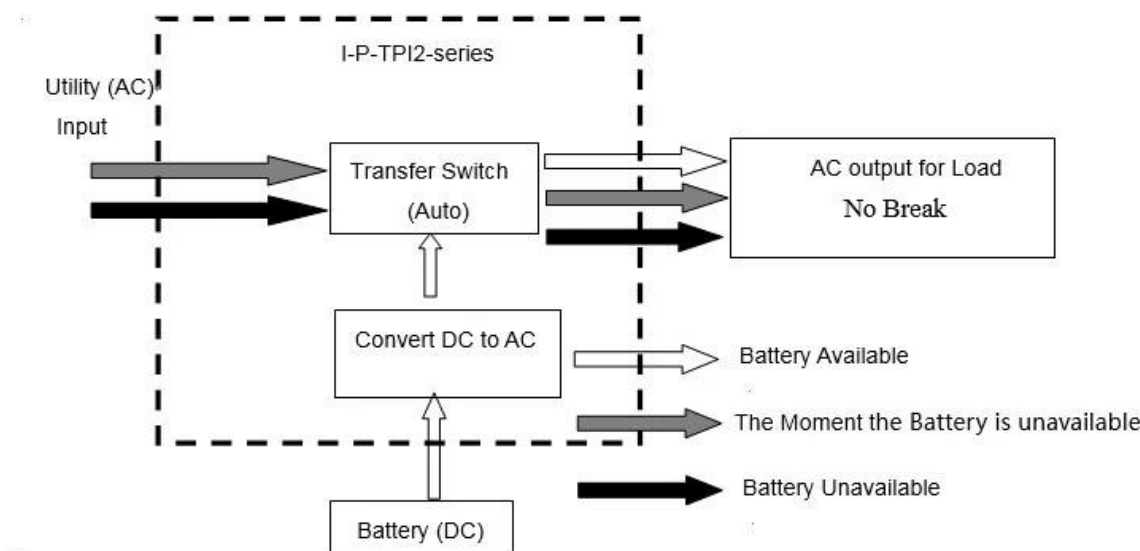 I-P-TPI2-series
Utility (AC)
Input
Transfer Switch
(Auto)
AC output for Load
No Break
Convert DC to AC
Battery Available
The Moment the Battery is unavailable
Battery Unavailable
Battery (DC)